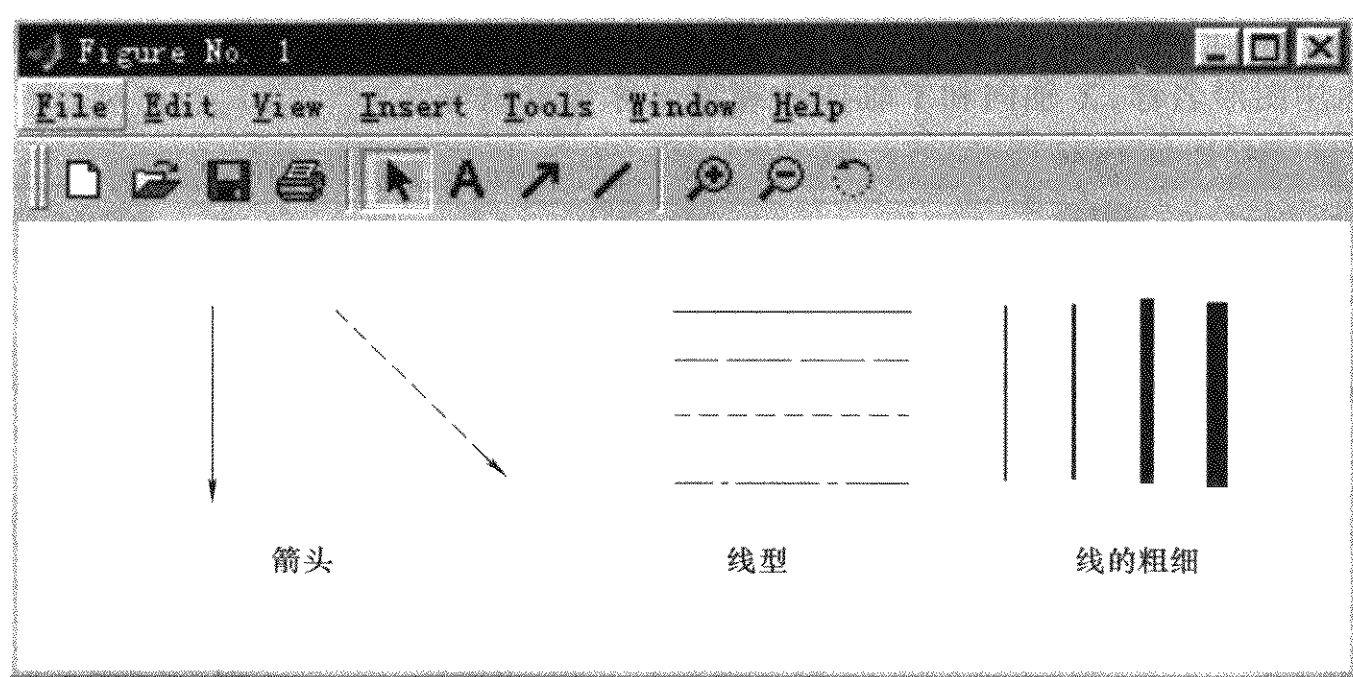 Figure No. 1
File Edit View Insert Tools Window Help
A
箭头 线型 线的粗细